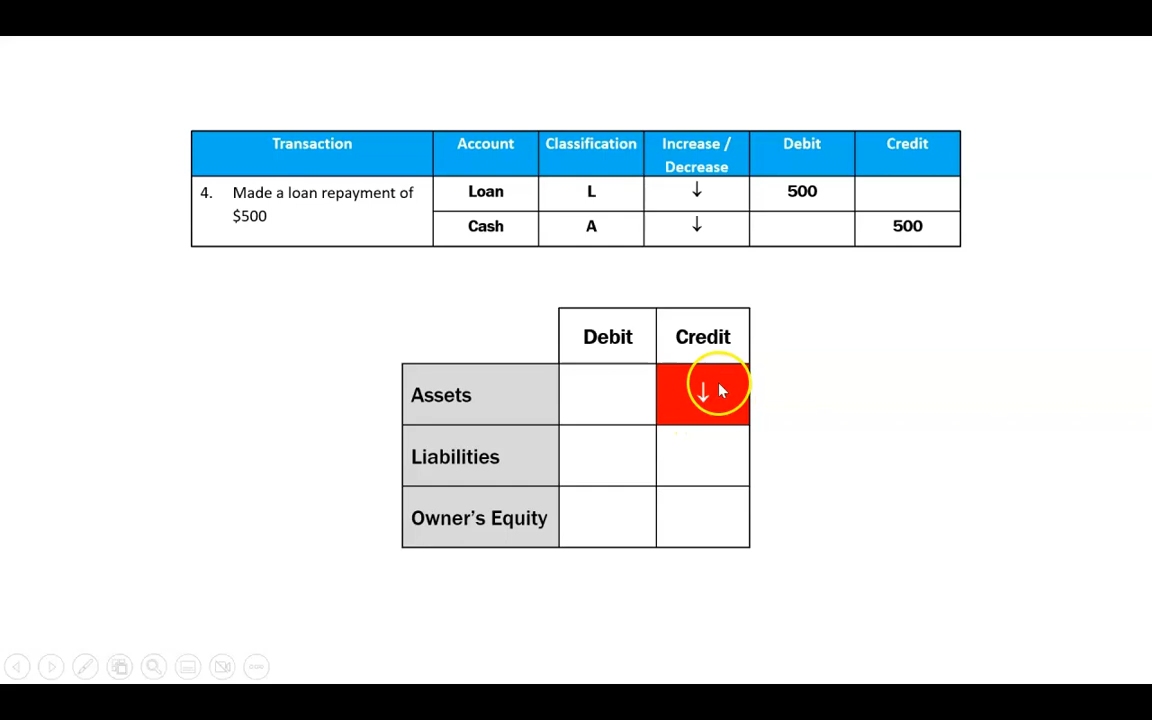 Transaction Account Classification Increase / Debit Credit
Decrease
4. Made a loan repayment of Loan L ↓ 500
$500
Cash A ↓ 500
Debit Credit
Assets ↓
Liabilities
Owner's Equity